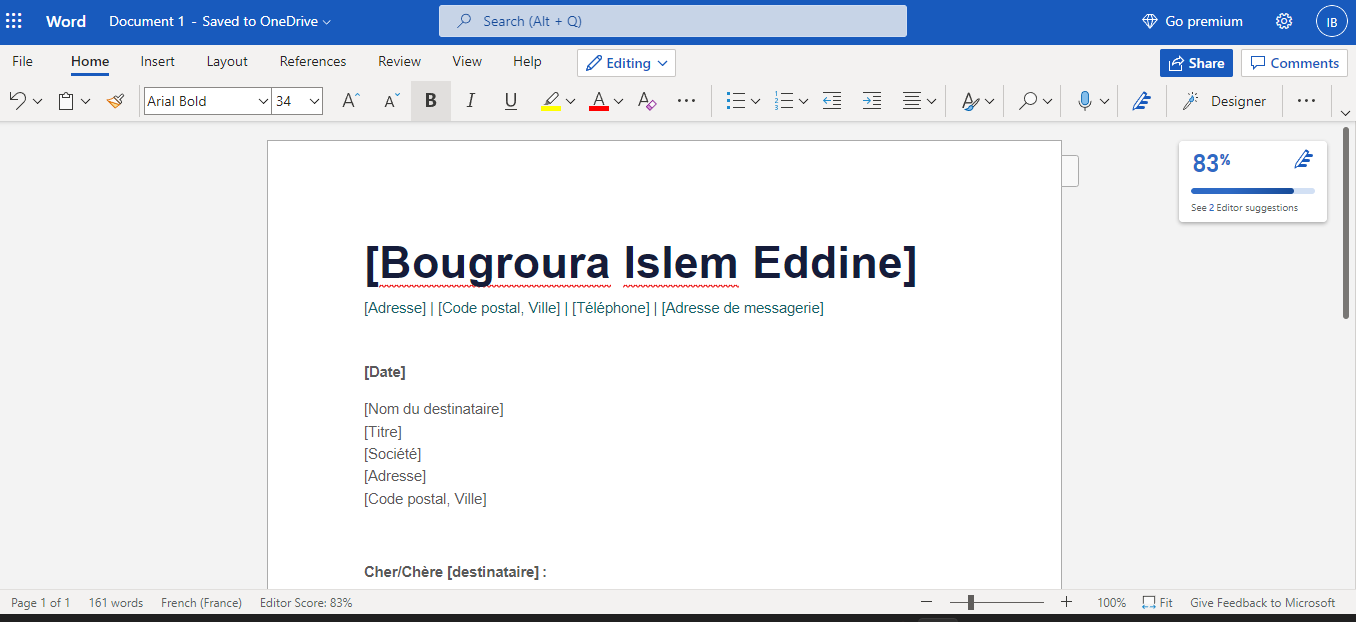 Word Document 1 - Saved to OneDrive Search (Alt + Q) Go premium IB
File Home Insert Layout References Review View Help Editing Share Comments
Arial Bold 34 A A B I U A A 1 2 3 A Designer
83%
See 2 Editor suggestions
[Bougroura Islem Eddine]
[Adresse] | [Code postal, Ville] | [Téléphone] | [Adresse de messagerie]
[Date]
[Nom du destinataire]
[Titre]
[Société]
[Adresse]
[Code postal, Ville]
Cher/Chère [destinataire] :
Page 1 of 1 161 words French (France) Editor Score: 83% 100% Fit Give Feedback to Microsoft